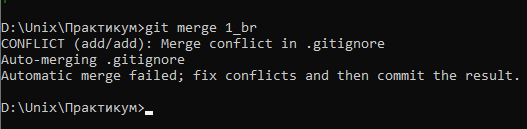 D:\Unix\Практикум>git merge 1_br
CONFLICT (add/add): Merge conflict in .gitignore
Auto-merging .gitignore
Automatic merge failed; fix conflicts and then commit the result.
D:\Unix\Практикум>